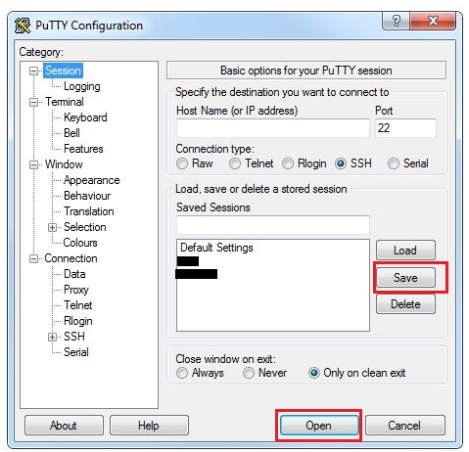 PuTTY Configuration
Category:
Session
Logging
Terminal
Keyboard
Bell
Features
Window
Appearance
Behaviour
Translation
Selection
Colours
Connection
Data
Proxy
Telnet
Rlogin
SSH
Serial
Basic options for your PuTTY session
Specify the destination you want to connect to
Host Name (or IP address) Port
22
Connection type:
Raw Telnet Rlogin SSH Serial
Load, save or delete a stored session
Saved Sessions
Default Settings
Load
Save
Delete
Close window on exit:
Always Never Only on clean exit
About Help Open Cancel